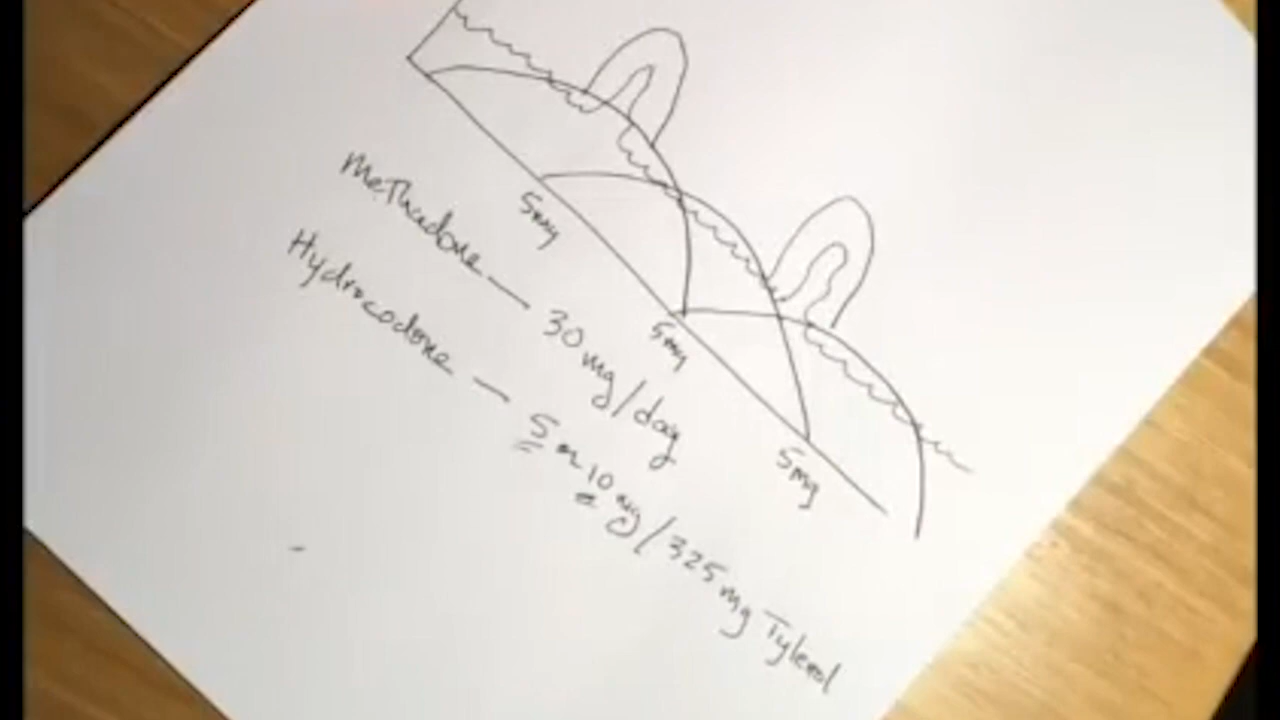 5mg
5mg
5mg
Methadone — 30 mg/day
Hydrocodone — 5 or 10 mg/325 mg Tylenol